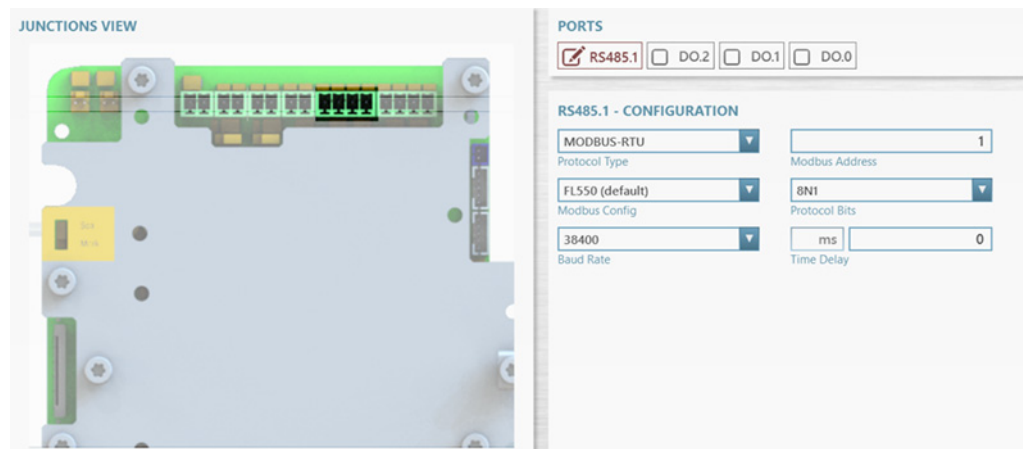 JUNCTIONS VIEW
PORTS
RS485.1 DO.2 DO.1 DO.0
RS485.1 - CONFIGURATION
MODBUS-RTU 1
Protocol Type Modbus Address
FL550 (default) 8N1
Modbus Config Protocol Bits
38400 ms 0
Baud Rate Time Delay